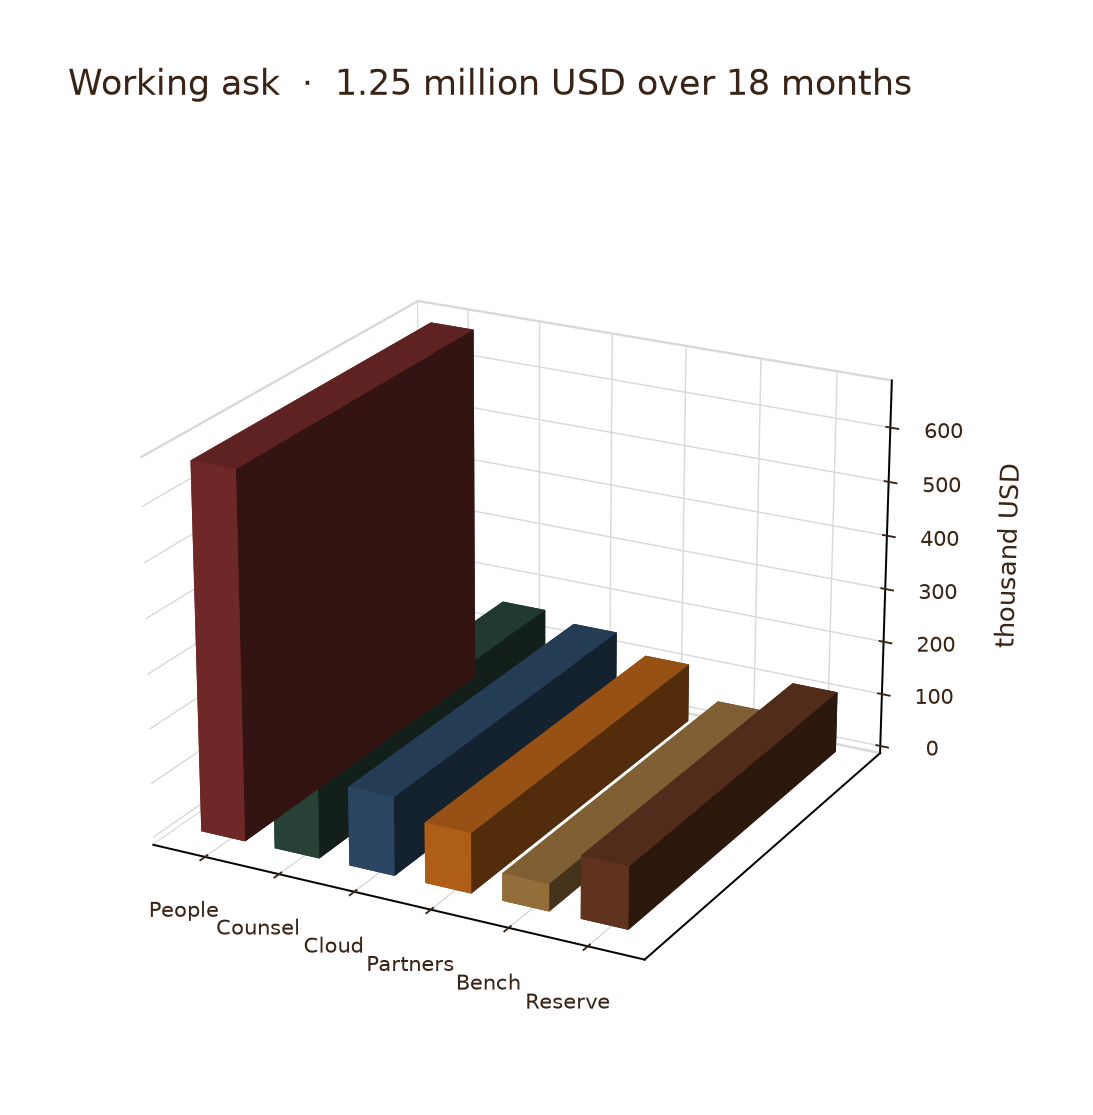 Working ask · 1.25 million USD over 18 months
600
500
400
300
200
100
0
thousand USD
People
Counsel
Cloud
Partners
Bench
Reserve